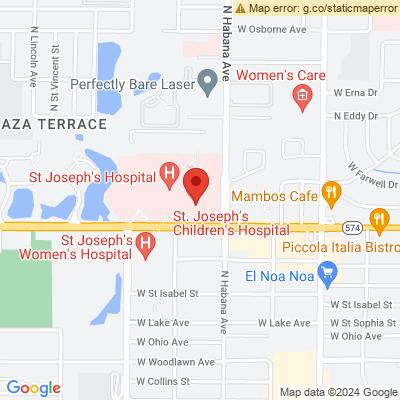 Map error: g.co/staticmaperror
W Osborne Ave
N Lincoln Ave
N St Vincent St
N Habana Ave
Perfectly Bare Laser
Women's Care
W Erna Dr
N Eddy Dr
AZA TERRACE
W Farwell Dr
St Joseph's Hospital
Mambos Cafe
St. Joseph's
Children's Hospital
574
St Joseph's
Women's Hospital
Piccola Italia Bistro
El Noa Noa
N Habana Ave
W St Isabel St
W St Isabel St
W Lake Ave
W Lake Ave
W St Sophia St
W Ohio Ave
W Ohio Ave
W Woodlawn Ave
W Collins St
Google
Map data ©2024 Google